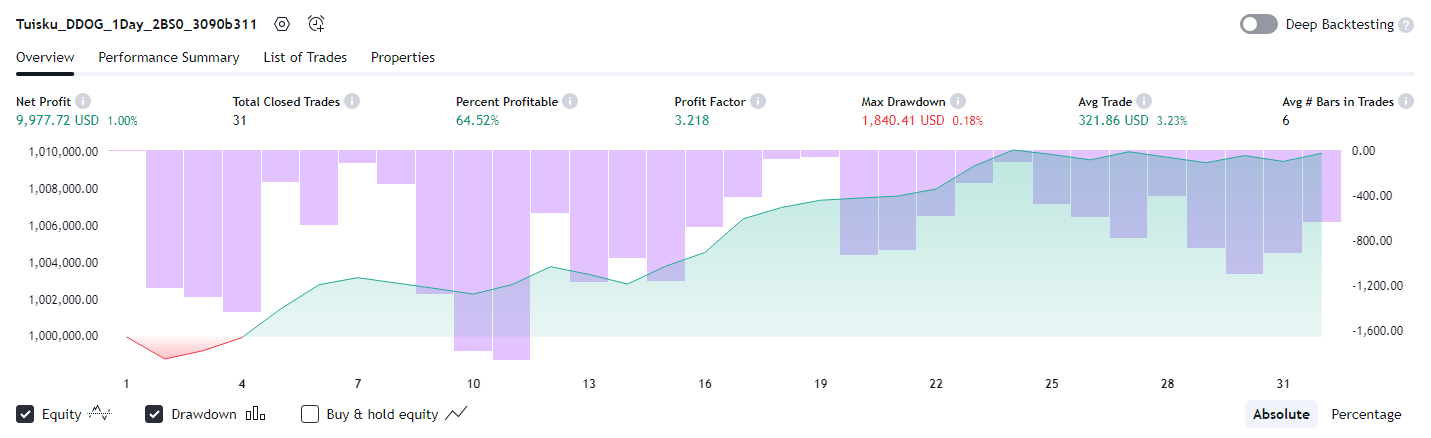 Tuisku_DDOG_1Day_2BS0_3090b311
Deep Backtesting ?
Overview Performance Summary List of Trades Properties
Net Profit Total Closed Trades Percent Profitable Profit Factor Max Drawdown Avg Trade Avg # Bars in Trades
9,977.72 USD 1.00% 31 64.52% 3.218 1,840.41 USD 0.18% 321.86 USD 3.23% 6
1,010,000.00 0.00
1,008,000.00 -400.00
1,006,000.00 -800.00
1,004,000.00 -1,200.00
1,002,000.00 -1,600.00
1,000,000.00
1 4 7 10 13 16 19 22 25 28 31
Equity Drawdown Buy & hold equity Absolute Percentage